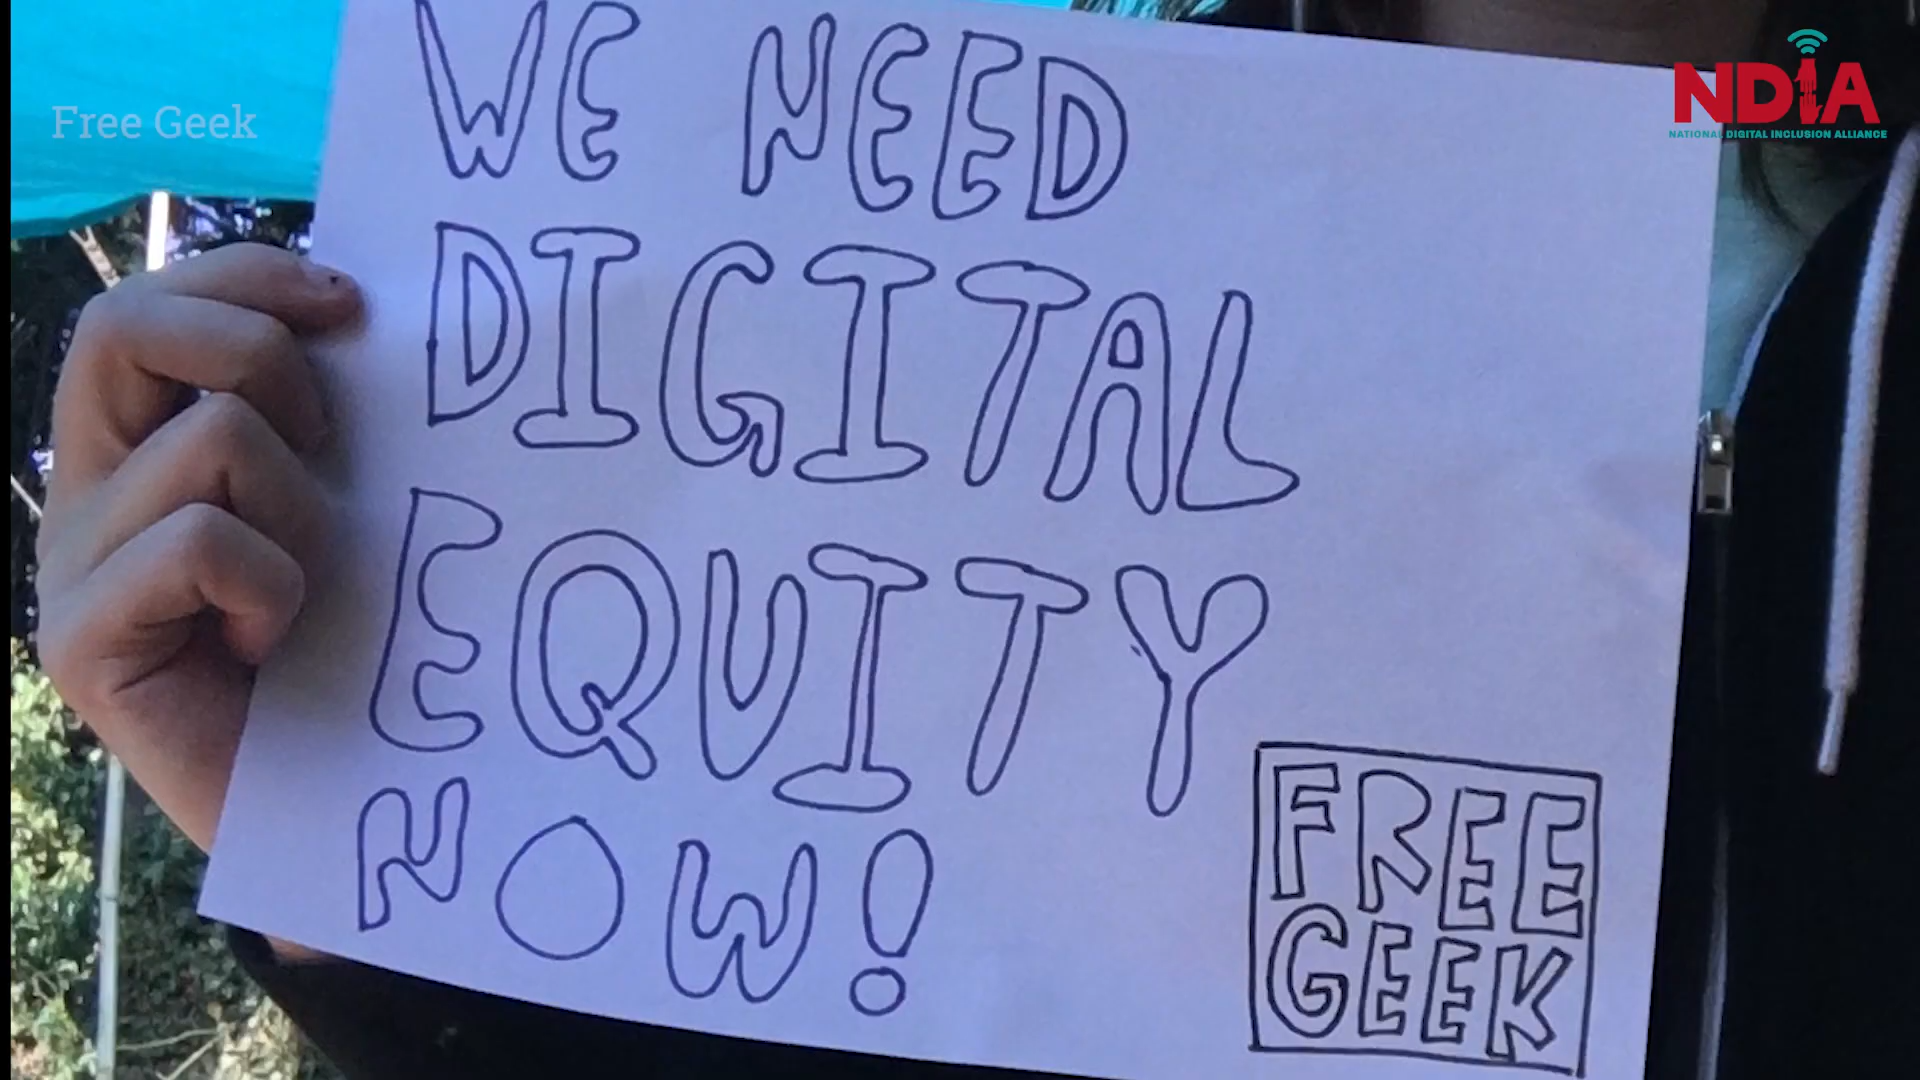 Free Geek
NDIA
NATIONAL DIGITAL INCLUSION ALLIANCE
WE NEED
DIGITAL
EQUITY
NOW!
FREE
GEEK